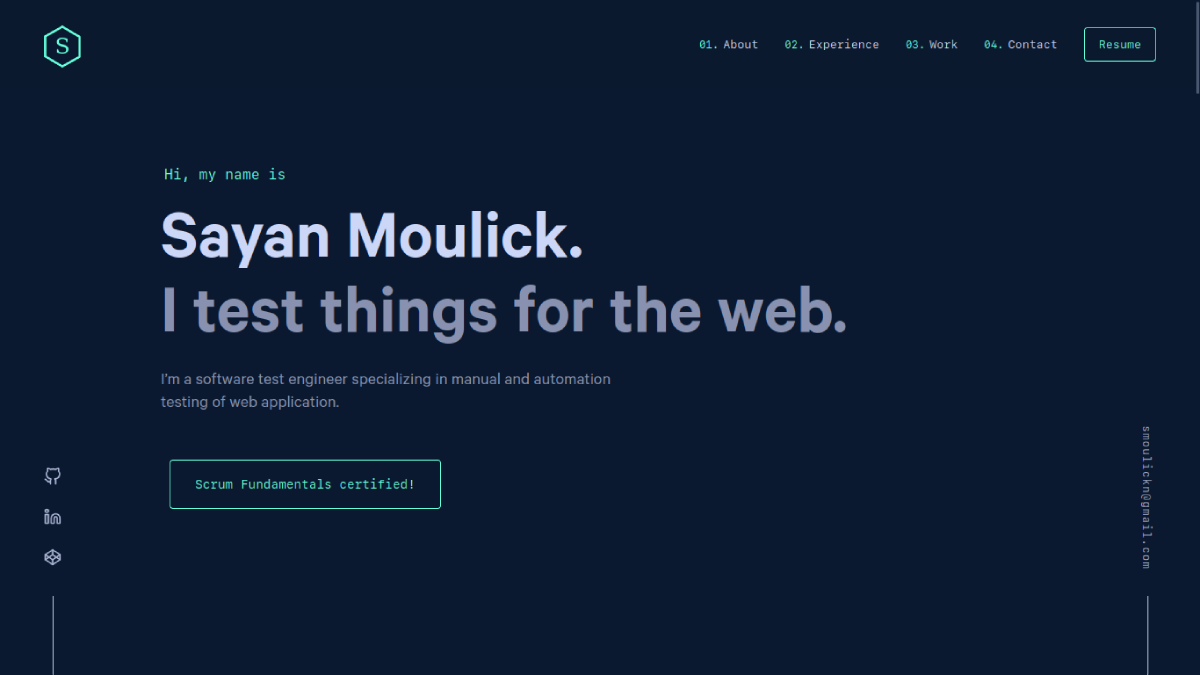 S
01. About 02. Experience 03. Work 04. Contact Resume
Hi, my name is
Sayan Moulick.
I test things for the web.
I'm a software test engineer specializing in manual and automation
testing of web application.
Scrum Fundamentals certified!
smoulickn@gmail.com